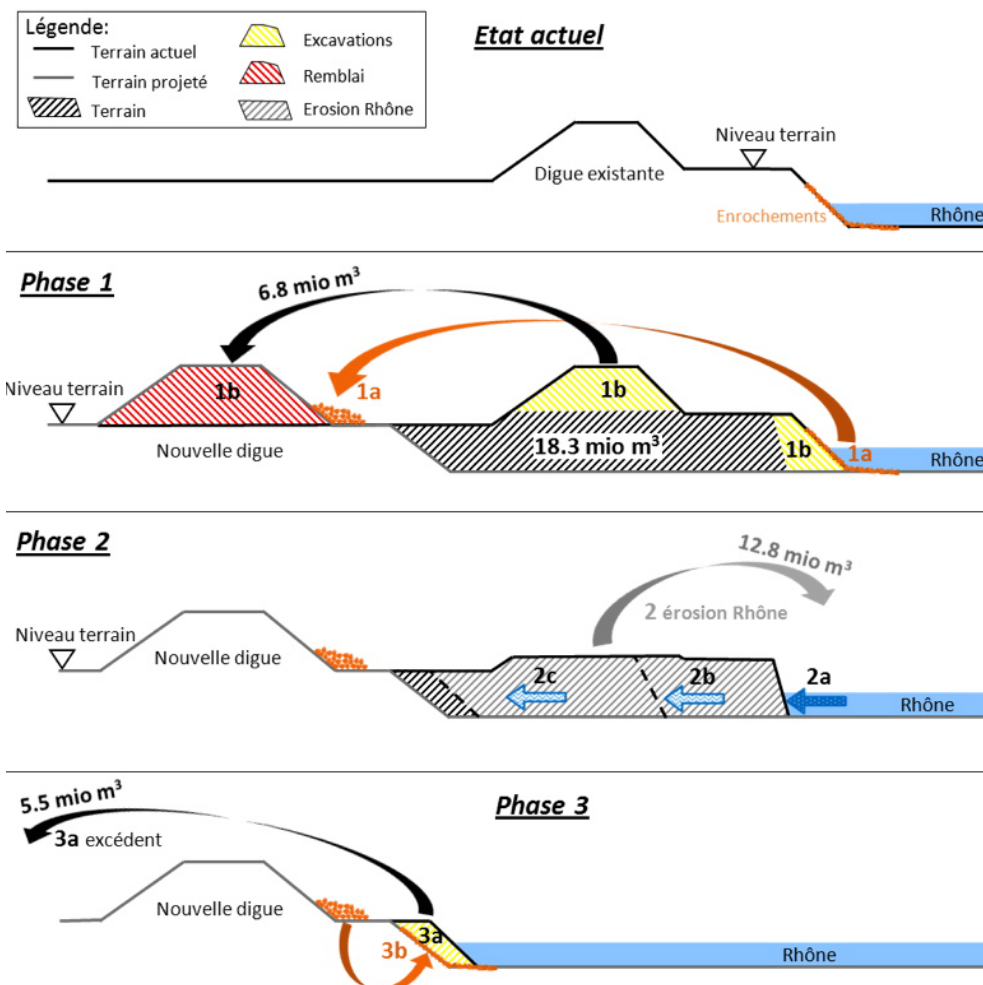 Légende:
Terrain actuel
Terrain projeté
Terrain
Excavations
Remblai
Erosion Rhône
Etat actuel
Niveau terrain
Digue existante
Enrochements
Rhône
Phase 1
6.8 mio m³
Niveau terrain
1b
1a
1b
Nouvelle digue
18.3 mio m³
1b
1a
Rhône
Phase 2
12.8 mio m³
2 érosion Rhône
Niveau terrain
Nouvelle digue
2c
2b
2a
Rhône
5.5 mio m³
Phase 3
3a excédent
Nouvelle digue
3a
3b
Rhône